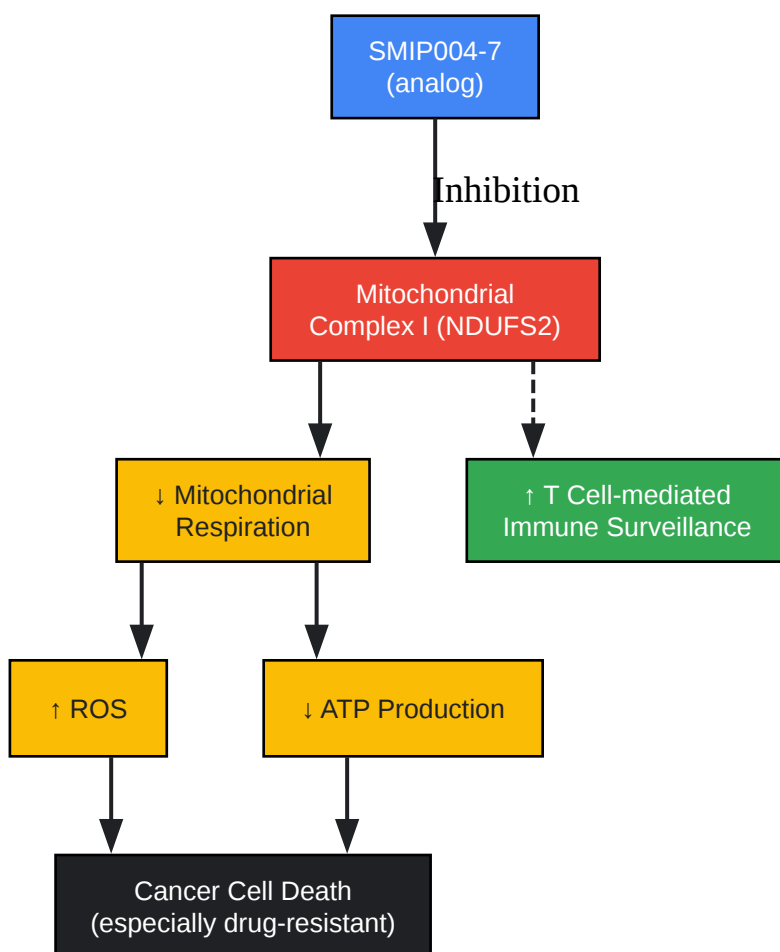 SMIP004-7
(analog)
Inhibition
Mitochondrial
Complex I (NDUFS2)
↓ Mitochondrial
Respiration
↑ T Cell-mediated
Immune Surveillance
↑ ROS
↓ ATP Production
Cancer Cell Death
(especially drug-resistant)